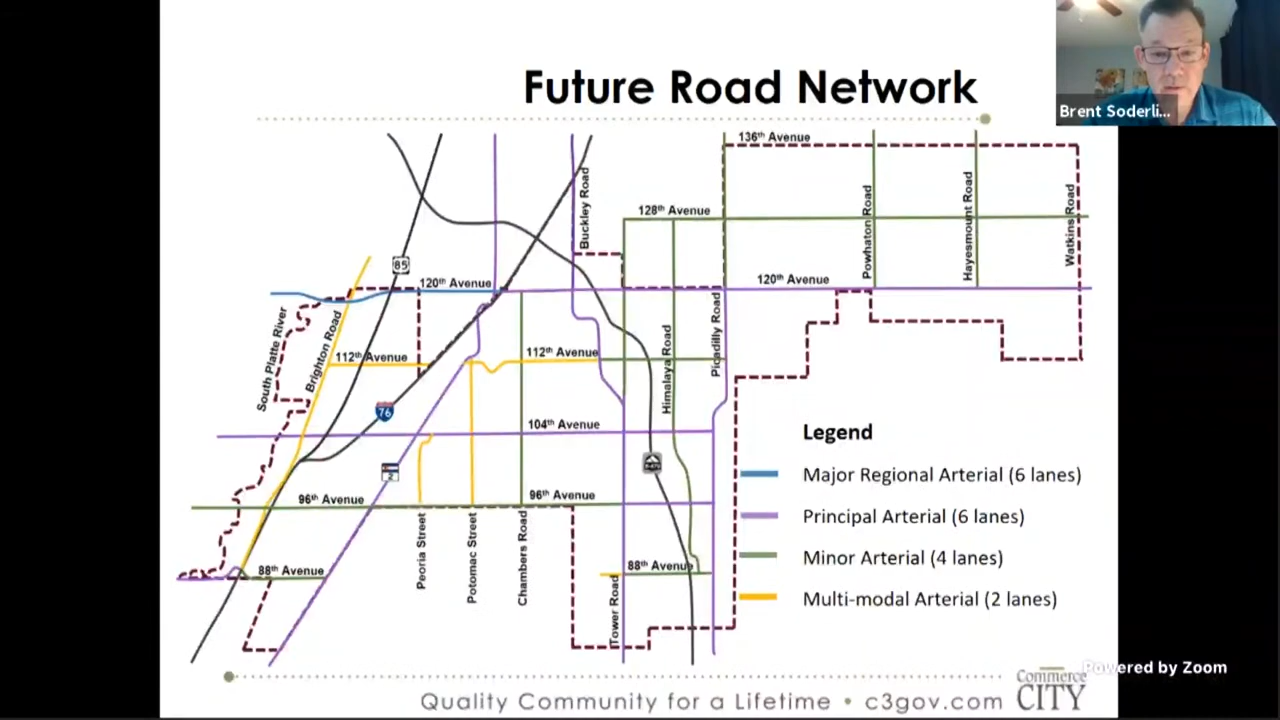 Future Road Network
Brent Soderli...
136th Avenue
Buckley Road
128th Avenue
Powhaton Road
Hayesmount Road
Watkins Road
85
120th Avenue
120th Avenue
South Platte River
Brighton Road
112th Avenue
112th Avenue
Himalaya Road
Picadilly Road
76
104th Avenue
2
96th Avenue
96th Avenue
Peoria Street
Potomac Street
Chambers Road
88th Avenue
88th Avenue
Tower Road
Legend
Major Regional Arterial (6 lanes)
Principal Arterial (6 lanes)
Minor Arterial (4 lanes)
Multi-modal Arterial (2 lanes)
Powered by Zoom
Quality Community for a Lifetime • c3gov.com
Commerce
CITY